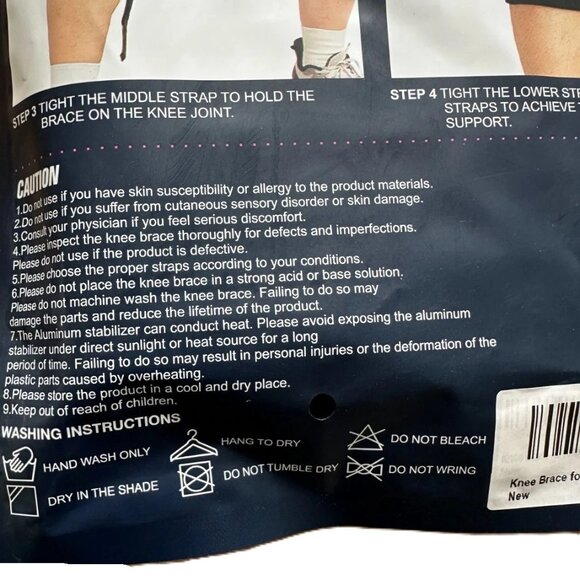 STEP 3 TIGHT THE MIDDLE STRAP TO HOLD THE
BRACE ON THE KNEE JOINT.
STEP 4 TIGHT THE LOWER
STRAPS TO ACHIEVE
SUPPORT.
CAUTION
1.Do not use if you have skin susceptibility or allergy to the product materials.
2.Do not use if you suffer from cutaneous sensory disorder or skin damage.
3.Consult your physician if you feel serious discomfort.
4.Please inspect the knee brace thoroughly for defects and imperfections.
Please do not use if the product is defective.
5.Please choose the proper straps according to your conditions.
6.Please do not place the knee brace in a strong acid or base solution.
Please do not machine wash the knee brace. Failing to do so may
damage the parts and reduce the lifetime of the product.
7.The Aluminum stabilizer can conduct heat. Please avoid exposing the aluminum
stabilizer under direct sunlight or heat source for a long
period of time. Failing to do so may result in personal injuries or the deformation of the
plastic parts caused by overheating.
8.Please store the product in a cool and dry place.
9.Keep out of reach of children.
WASHING INSTRUCTIONS
HAND WASH ONLY
HANG TO DRY
DO NOT BLEACH
DRY IN THE SHADE
DO NOT TUMBLE DRY
DO NOT WRING
Knee Brace fo
New